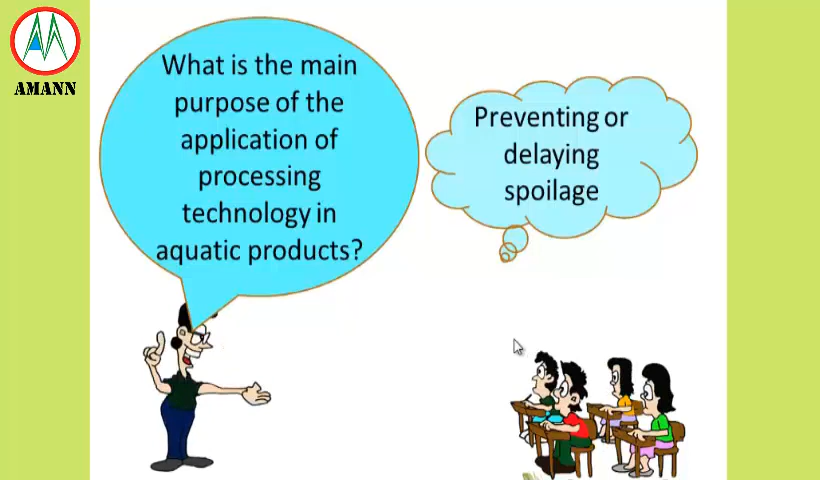 AMANN
What is the main
purpose of the
application of
processing
technology in
aquatic products?
Preventing or
delaying
spoilage